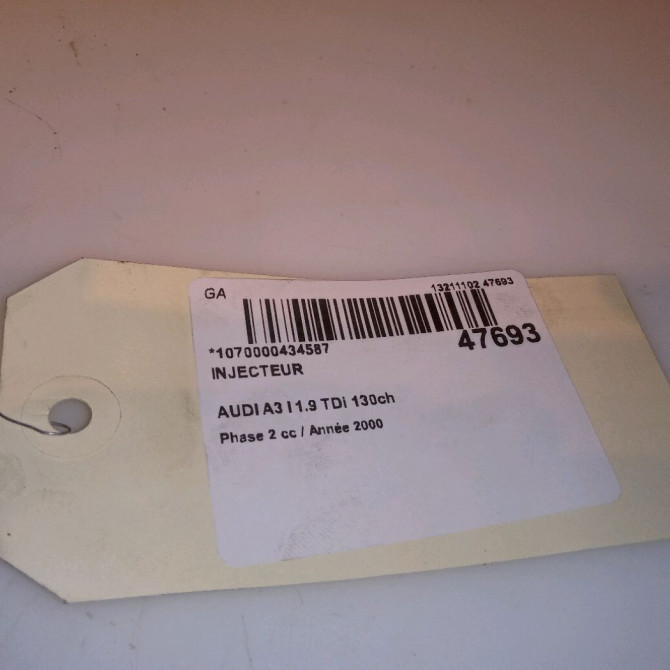 GA
13211102 47693
47693
*1070000434587
INJECTEUR
AUDI A3 I 1.9 TDi 130ch
Phase 2 cc / Année 2000